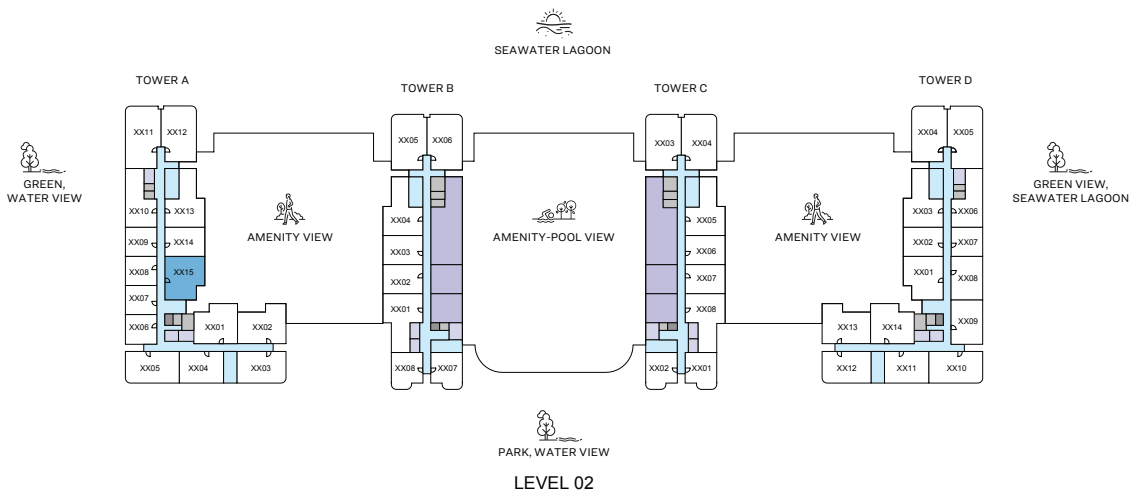 SEAWATER LAGOON
TOWER A
TOWER B
TOWER C
TOWER D
XX11
XX12
XX10
XX13
XX09
XX14
XX08
XX15
XX07
XX06
XX01
XX02
XX05
XX04
XX03
XX05
XX06
XX04
XX03
XX02
XX01
XX08
XX07
XX03
XX04
XX05
XX06
XX07
XX08
XX02
XX01
XX04
XX05
XX03
XX06
XX02
XX07
XX01
XX08
XX09
XX13
XX14
XX12
XX11
XX10
GREEN,
WATER VIEW
AMENITY VIEW
AMENITY-POOL VIEW
AMENITY VIEW
GREEN VIEW,
SEAWATER LAGOON
PARK, WATER VIEW
LEVEL 02